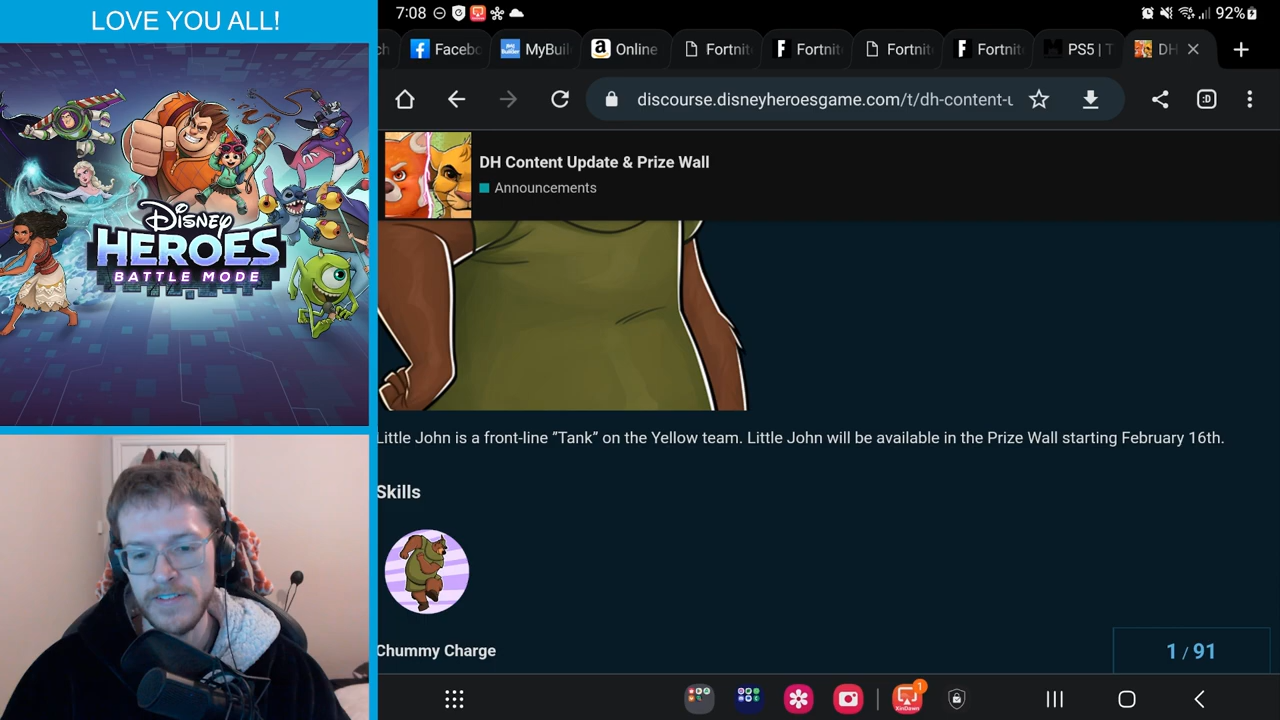 LOVE YOU ALL!
DISNEY
HEROES
BATTLE MODE
7:08
92%
ch
Facebo
MyBuil
Online
Fortnit
Fortnit
Fortnit
Fortnit
PS5 | T
DH
discourse.disneyheroesgame.com/t/dh-content-u
:D
DH Content Update & Prize Wall
Announcements
Little John is a front-line ”Tank” on the Yellow team. Little John will be available in the Prize Wall starting February 16th.
Skills
Chummy Charge
1 / 91
XinDown
1